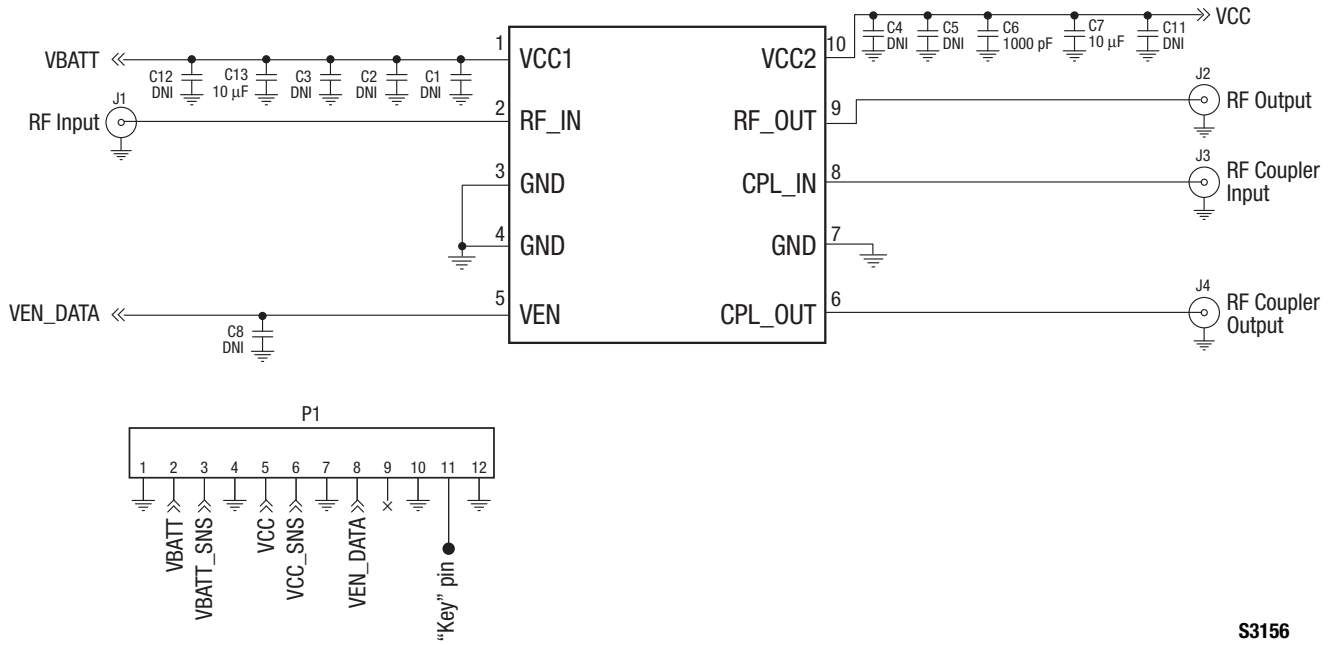 VBATT
C12
DNI
C13
10 µF
C3
DNI
C2
DNI
C1
DNI
1
VCC1
10
VCC2
C4
DNI
C5
DNI
C6
1000 pF
C7
10 µF
C11
DNI
VCC
J1
RF Input
2
RF_IN
9
RF_OUT
J2
RF Output
3
GND
8
CPL_IN
J3
RF Coupler
Input
4
GND
7
GND
VEN_DATA
C8
DNI
5
VEN
6
CPL_OUT
J4
RF Coupler
Output
P1
1 2 3 4 5 6 7 8 9 10 11 12
VBATT
VBATT_SNS
VCC
VCC_SNS
VEN_DATA
“Key” pin
S3156